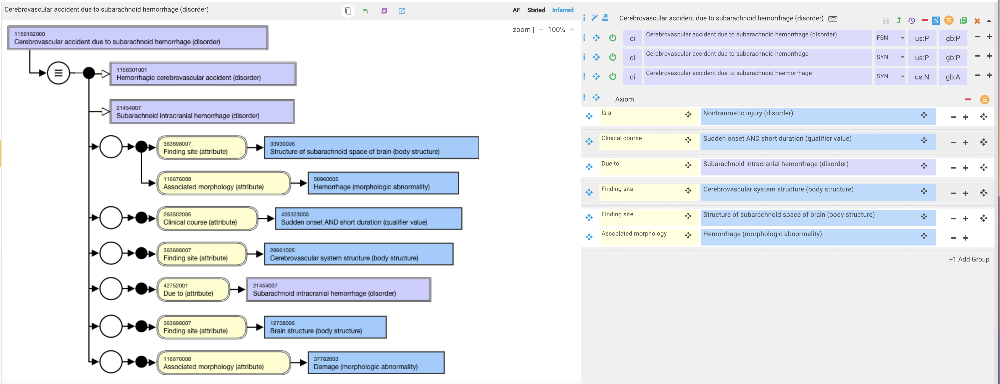 Cerebrovascular accident due to subarachnoid hemorrhage (disorder)
AF Stated Inferred
zoom | − 100% +
1156162000
Cerebrovascular accident due to subarachnoid hemorrhage (disorder)
1156301001
Hemorrhagic cerebrovascular accident (disorder)
21454007
Subarachnoid intracranial hemorrhage (disorder)
363698007
Finding site (attribute)
33930006
Structure of subarachnoid space of brain (body structure)
116676008
Associated morphology (attribute)
50960005
Hemorrhage (morphologic abnormality)
263502005
Clinical course (attribute)
425323003
Sudden onset AND short duration (qualifier value)
363698007
Finding site (attribute)
28661005
Cerebrovascular system structure (body structure)
42752001
Due to (attribute)
21454007
Subarachnoid intracranial hemorrhage (disorder)
363698007
Finding site (attribute)
12738006
Brain structure (body structure)
116676008
Associated morphology (attribute)
37782003
Damage (morphologic abnormality)
Cerebrovascular accident due to subarachnoid hemorrhage (disorder)
S
ci Cerebrovascular accident due to subarachnoid hemorrhage (disorder) FSN us:P gb:P
ci Cerebrovascular accident due to subarachnoid hemorrhage SYN us:P gb:P
ci Cerebrovascular accident due to subarachnoid haemorrhage SYN us:N gb:A
Axiom
Is a Nontraumatic injury (disorder)
Clinical course Sudden onset AND short duration (qualifier value)
Due to Subarachnoid intracranial hemorrhage (disorder)
Finding site Cerebrovascular system structure (body structure)
Finding site Structure of subarachnoid space of brain (body structure)
Associated morphology Hemorrhage (morphologic abnormality)
+1 Add Group